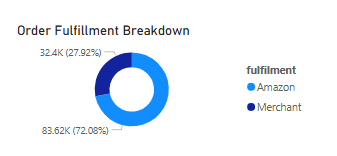 Order Fulfillment Breakdown
32.4K (27.92%)
fulfilment
Amazon
Merchant
83.62K (72.08%)